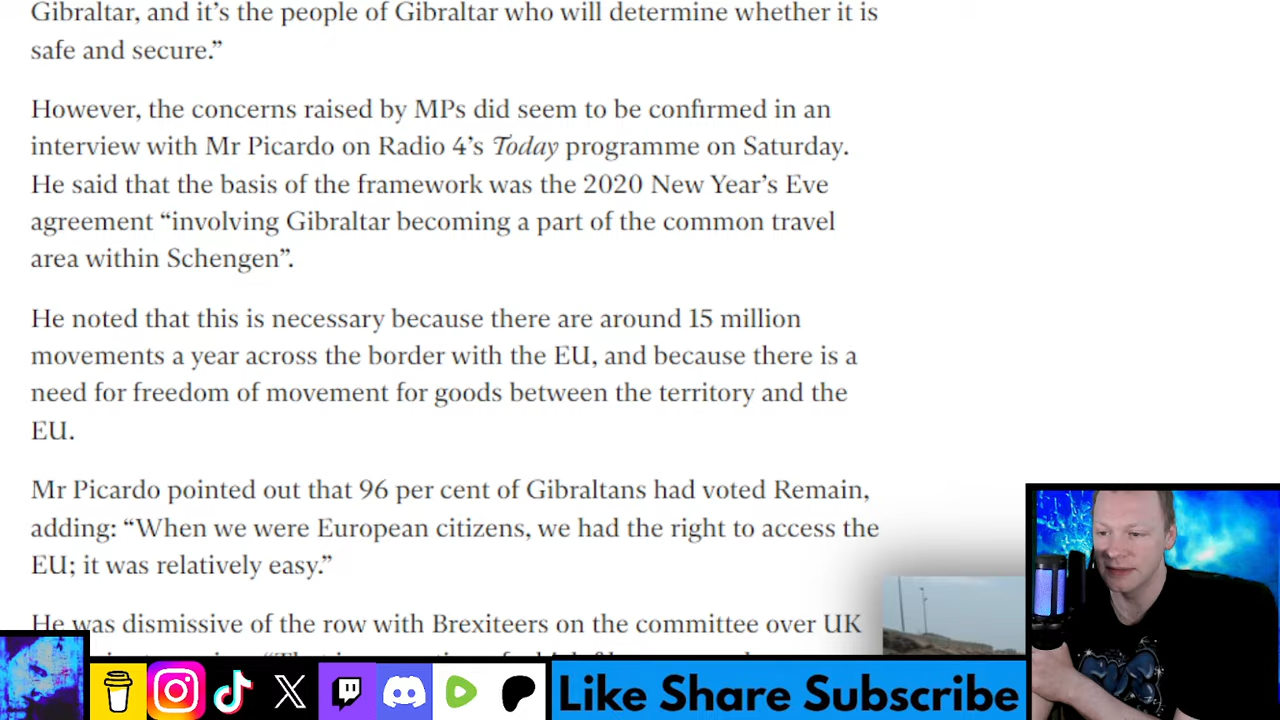 Gibraltar, and it’s the people of Gibraltar who will determine whether it is
safe and secure.”
However, the concerns raised by MPs did seem to be confirmed in an
interview with Mr Picardo on Radio 4’s Today programme on Saturday.
He said that the basis of the framework was the 2020 New Year’s Eve
agreement “involving Gibraltar becoming a part of the common travel
area within Schengen”.
He noted that this is necessary because there are around 15 million
movements a year across the border with the EU, and because there is a
need for freedom of movement for goods between the territory and the
EU.
Mr Picardo pointed out that 96 per cent of Gibraltans had voted Remain,
adding: “When we were European citizens, we had the right to access the
EU; it was relatively easy.”
He was dismissive of the row with Brexiteers on the committee over UK
Like Share Subscribe